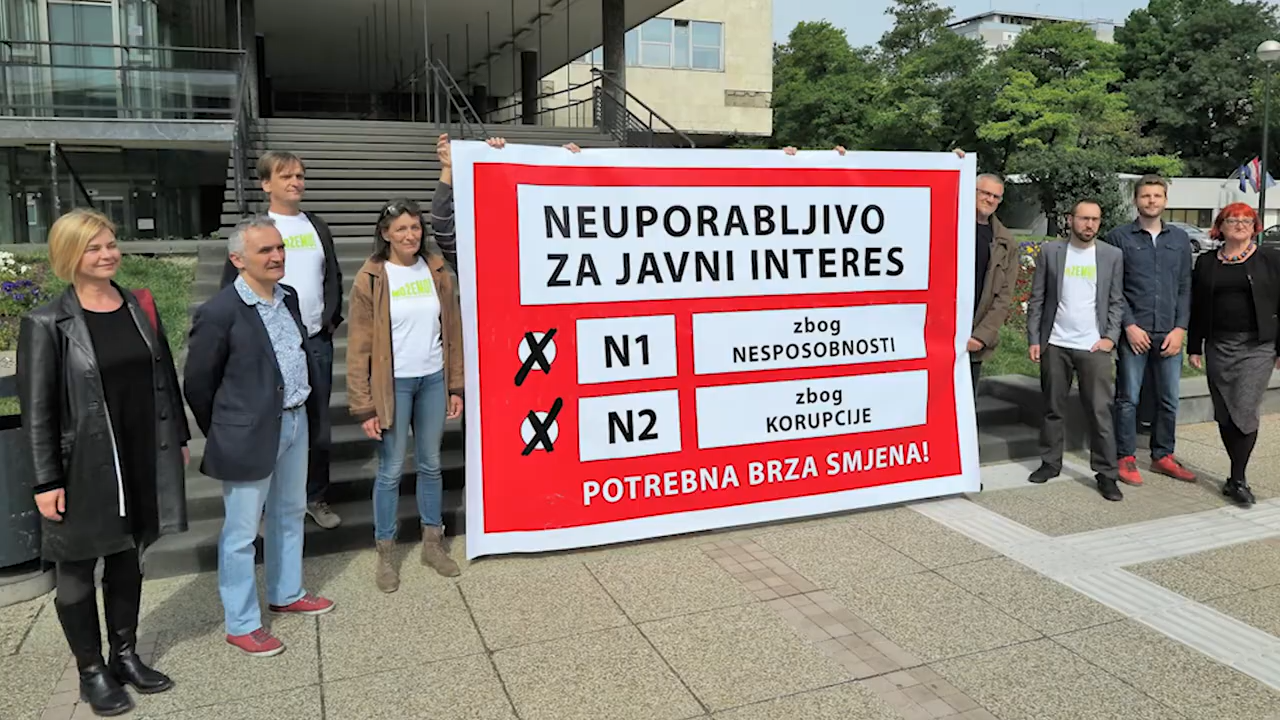 NEUPORABLJIVO
ZA JAVNI INTERES
N1
zbog
NESPOSOBNOSTI
N2
zbog
KORUPCIJE
POTREBNA BRZA SMJENA!